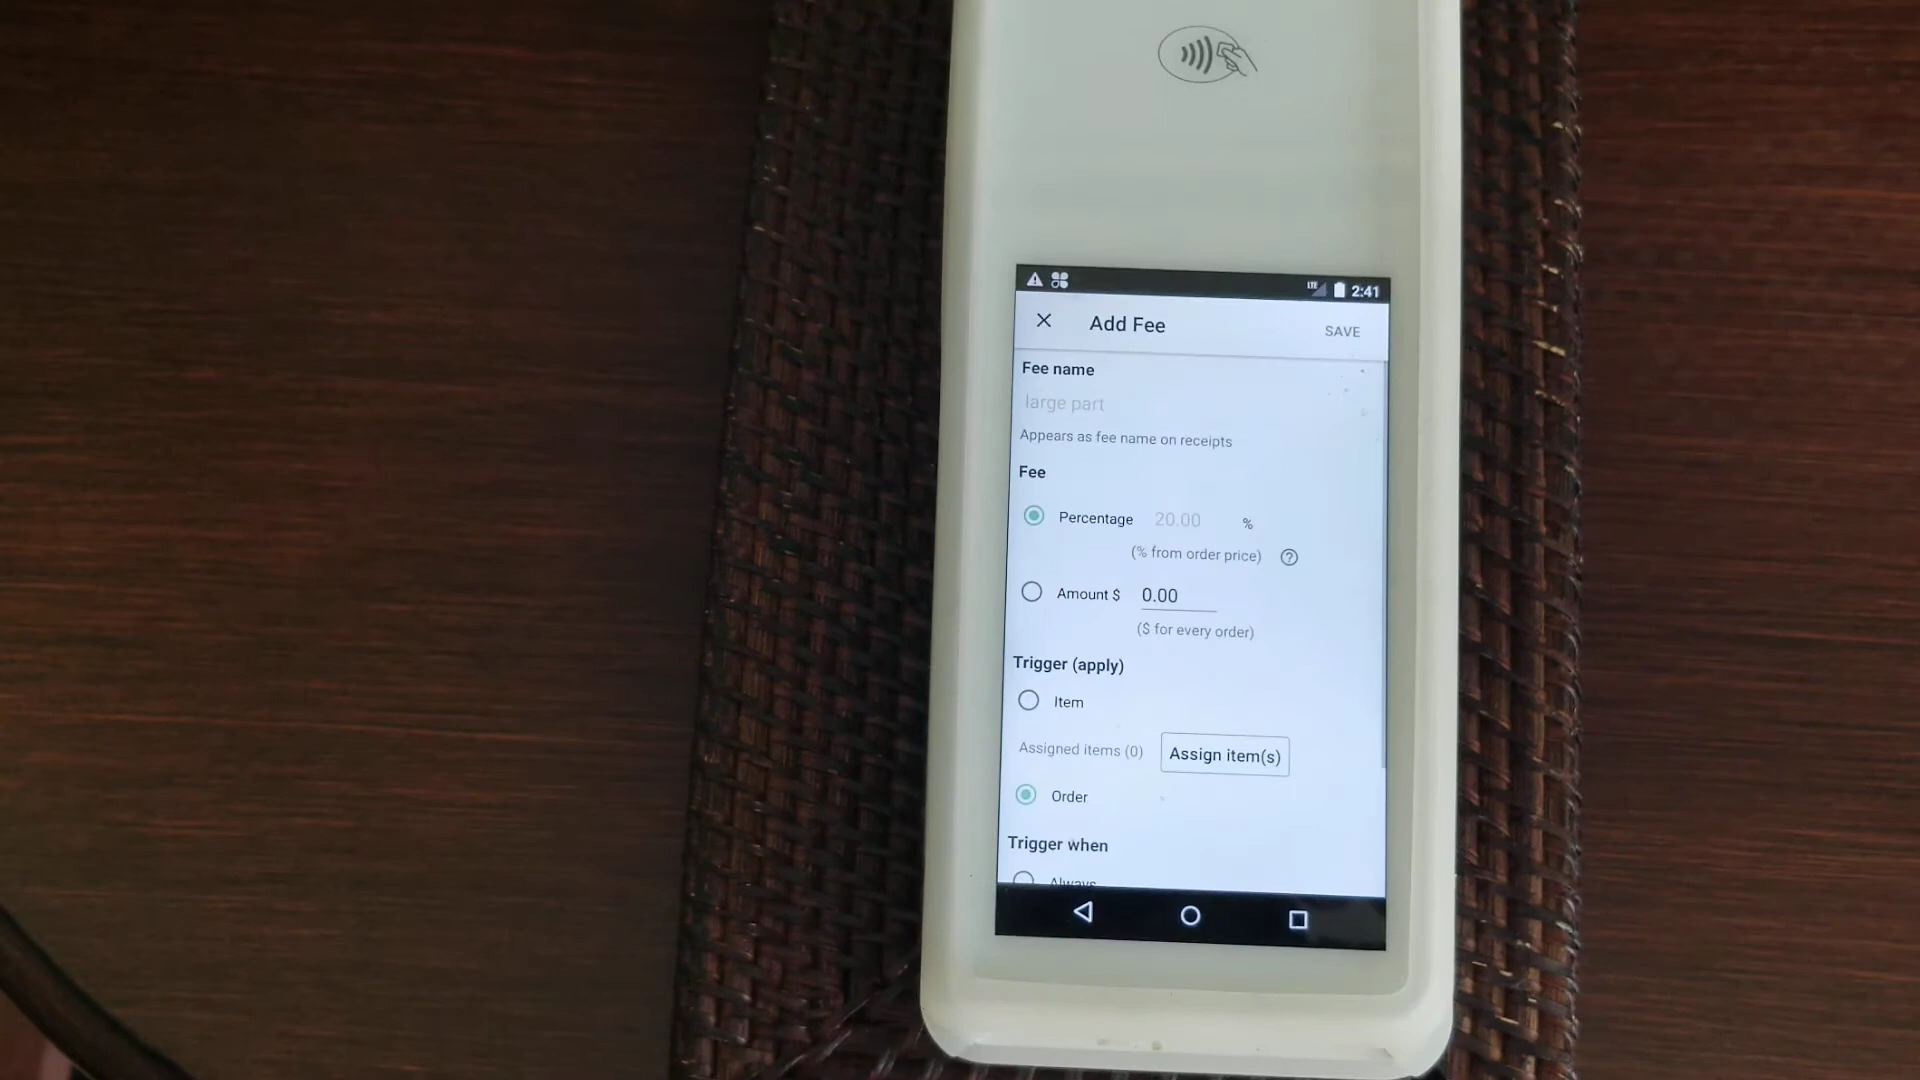 LTE 2:41
Add Fee SAVE
Fee name
large part
Appears as fee name on receipts
Fee
Percentage 20.00 %
(% from order price) ?
Amount $ 0.00
($ for every order)
Trigger (apply)
Item
Assigned items (0) Assign item(s)
Order
Trigger when
Always